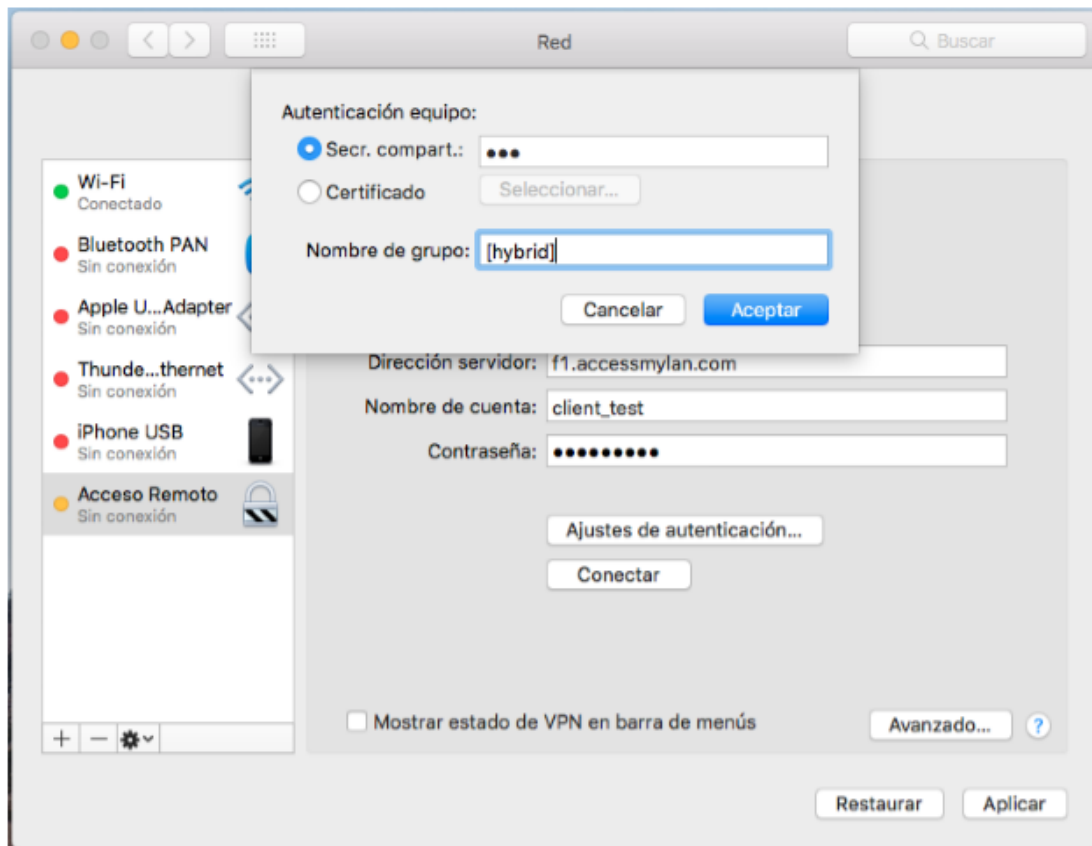 Red
Buscar
Autenticación equipo:
Secr. compart.: •••
Certificado
Seleccionar...
Nombre de grupo: [hybrid]
Cancelar
Aceptar
Wi-Fi
Conectado
Bluetooth PAN
Sin conexión
Apple U...Adapter
Sin conexión
Thunde...thernet
Sin conexión
iPhone USB
Sin conexión
Acceso Remoto
Sin conexión
Dirección servidor: f1.accessmylan.com
Nombre de cuenta: client_test
Contraseña: •••••••••
Ajustes de autenticación...
Conectar
Mostrar estado de VPN en barra de menús
Avanzado...
?
Restaurar
Aplicar